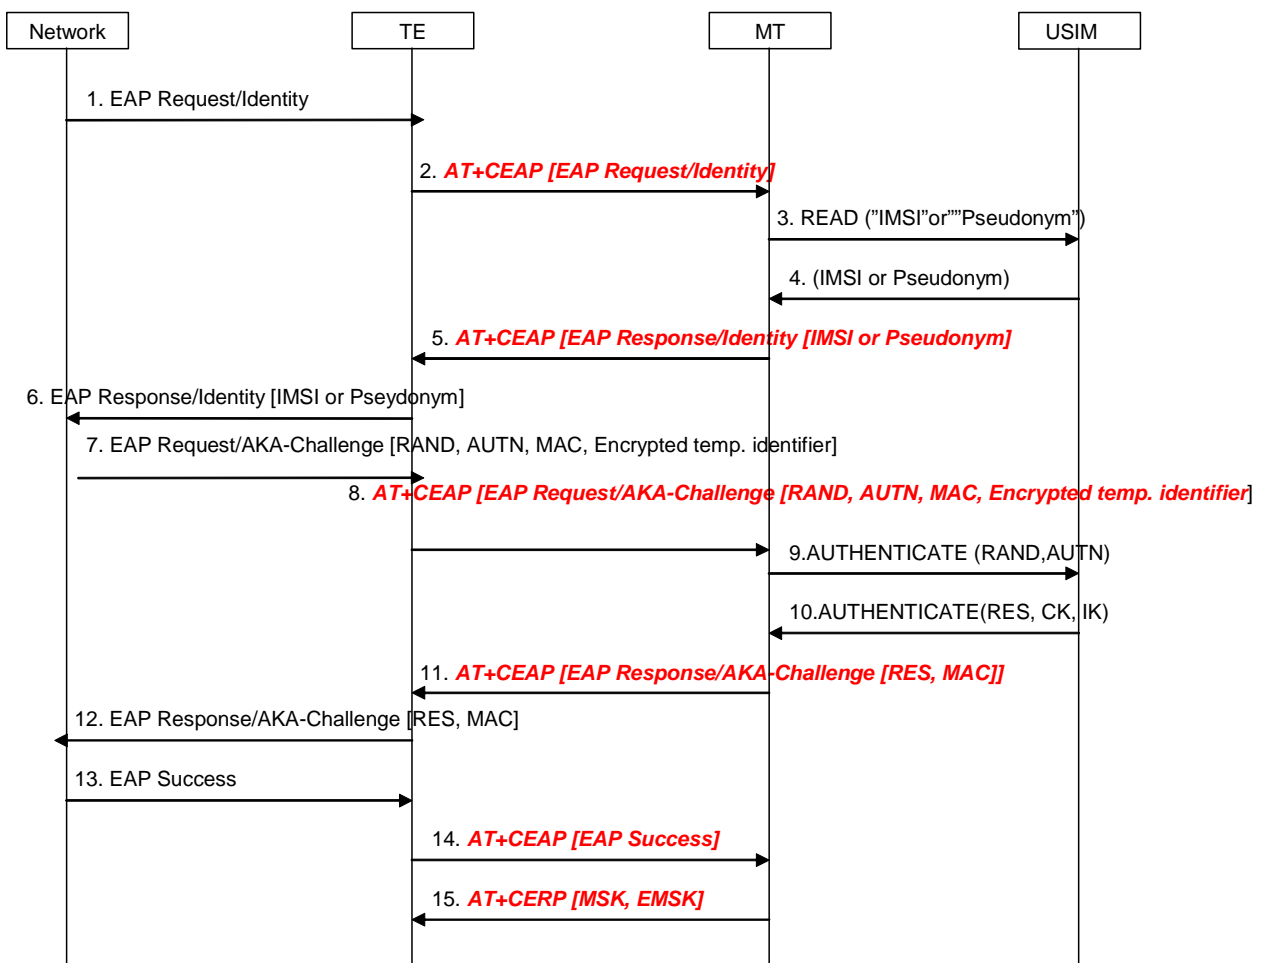 Network
TE
MT
USIM
1. EAP Request/Identity
2. AT+CEAP [EAP Request/Identity]
3. READ (”IMSI”or””Pseudonym”)
4. (IMSI or Pseudonym)
5. AT+CEAP [EAP Response/Identity [IMSI or Pseudonym]
6. EAP Response/Identity [IMSI or Pseydonym]
7. EAP Request/AKA-Challenge [RAND, AUTN, MAC, Encrypted temp. identifier]
8. AT+CEAP [EAP Request/AKA-Challenge [RAND, AUTN, MAC, Encrypted temp. identifier]
9.AUTHENTICATE (RAND,AUTN)
10.AUTHENTICATE(RES, CK, IK)
11. AT+CEAP [EAP Response/AKA-Challenge [RES, MAC]]
12. EAP Response/AKA-Challenge [RES, MAC]
13. EAP Success
14. AT+CEAP [EAP Success]
15. AT+CERP [MSK, EMSK]